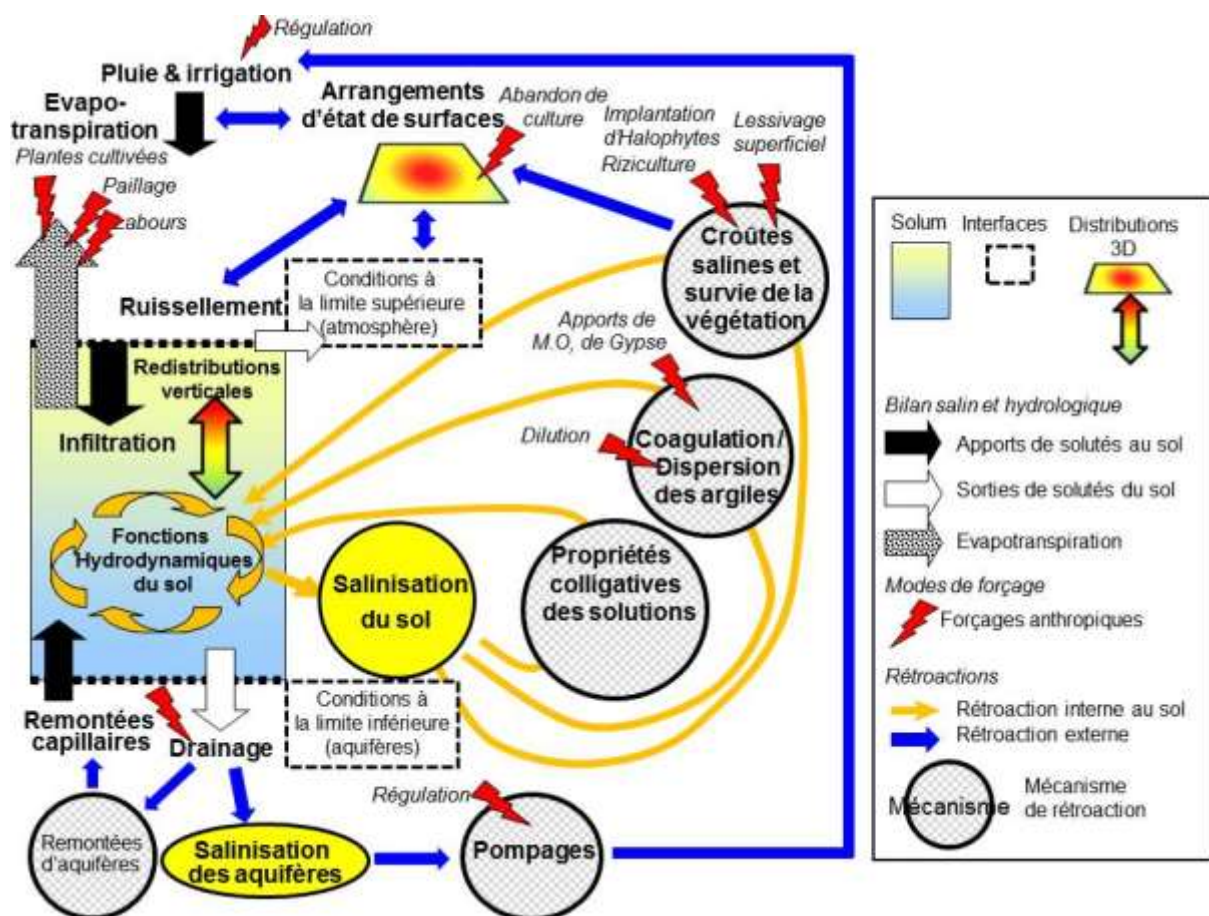 Régulation
Pluie & irrigation
Evapo-
transpiration
Plantes cultivées
Paillage
Labours
Arrangements
d'état de surfaces
Abandon de
culture
Implantation
d'Halophytes
Riziculture
Lessivage
superficiel
Croûtes
salines et
survie de la
végétation
Ruissellement
Conditions à
la limite supérieure
(atmosphère)
Apports de
M.O, de Gypse
Redistributions
verticales
Infiltration
Dilution
Coagulation/
Dispersion
des argiles
Fonctions
Hydrodynamiques
du sol
Salinisation
du sol
Propriétés
colligatives
des solutions
Conditions à
la limite inférieure
(aquifères)
Remontées
capillaires
Drainage
Régulation
Remontées
d'aquifères
Salinisation
des aquifères
Pompages
Solum
Interfaces
Distributions
3D
Bilan salin et hydrologique
Apports de solutés au sol
Sorties de solutés du sol
Evapotranspiration
Modes de forçage
Forçages anthropiques
Rétroactions
Rétroaction interne au sol
Rétroaction externe
Mécanisme
Mécanisme
de rétroaction